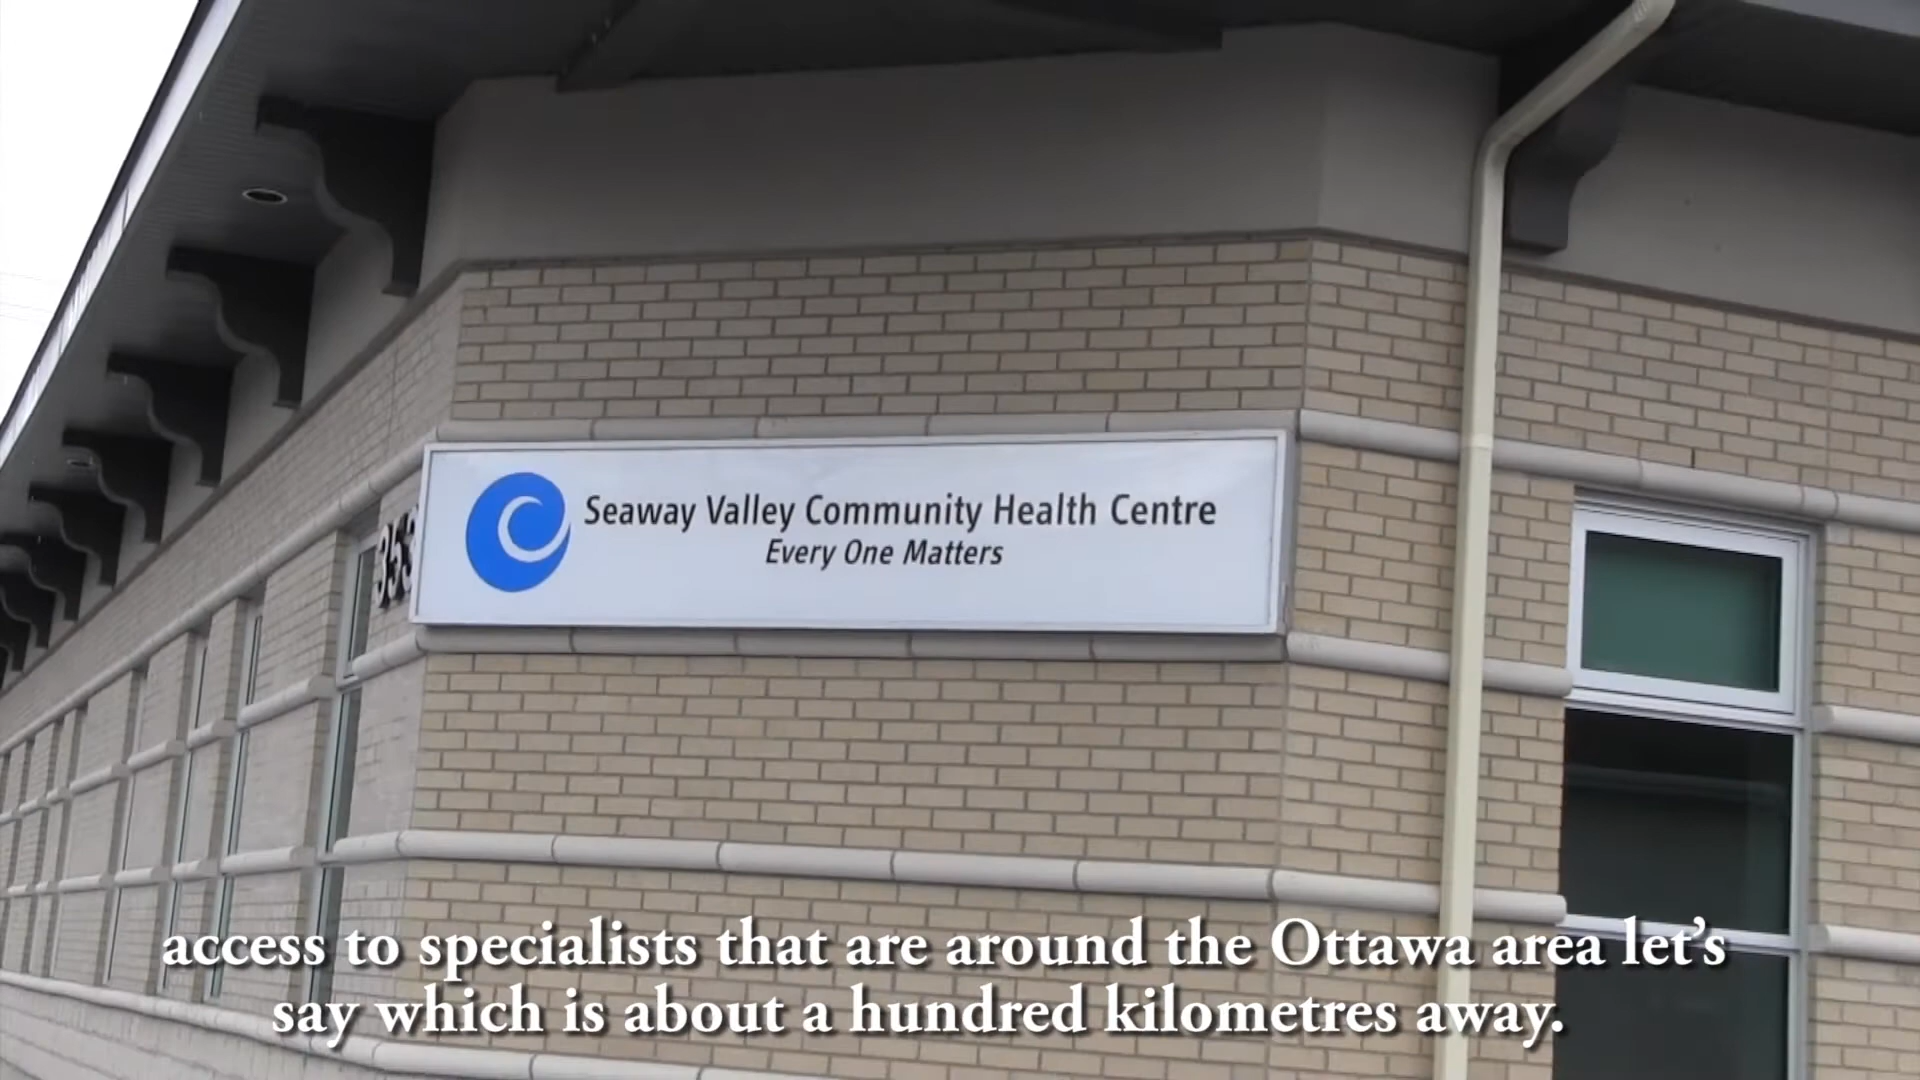 353
Seaway Valley Community Health Centre
Every One Matters
access to specialists that are around the Ottawa area let's
say which is about a hundred kilometres away.